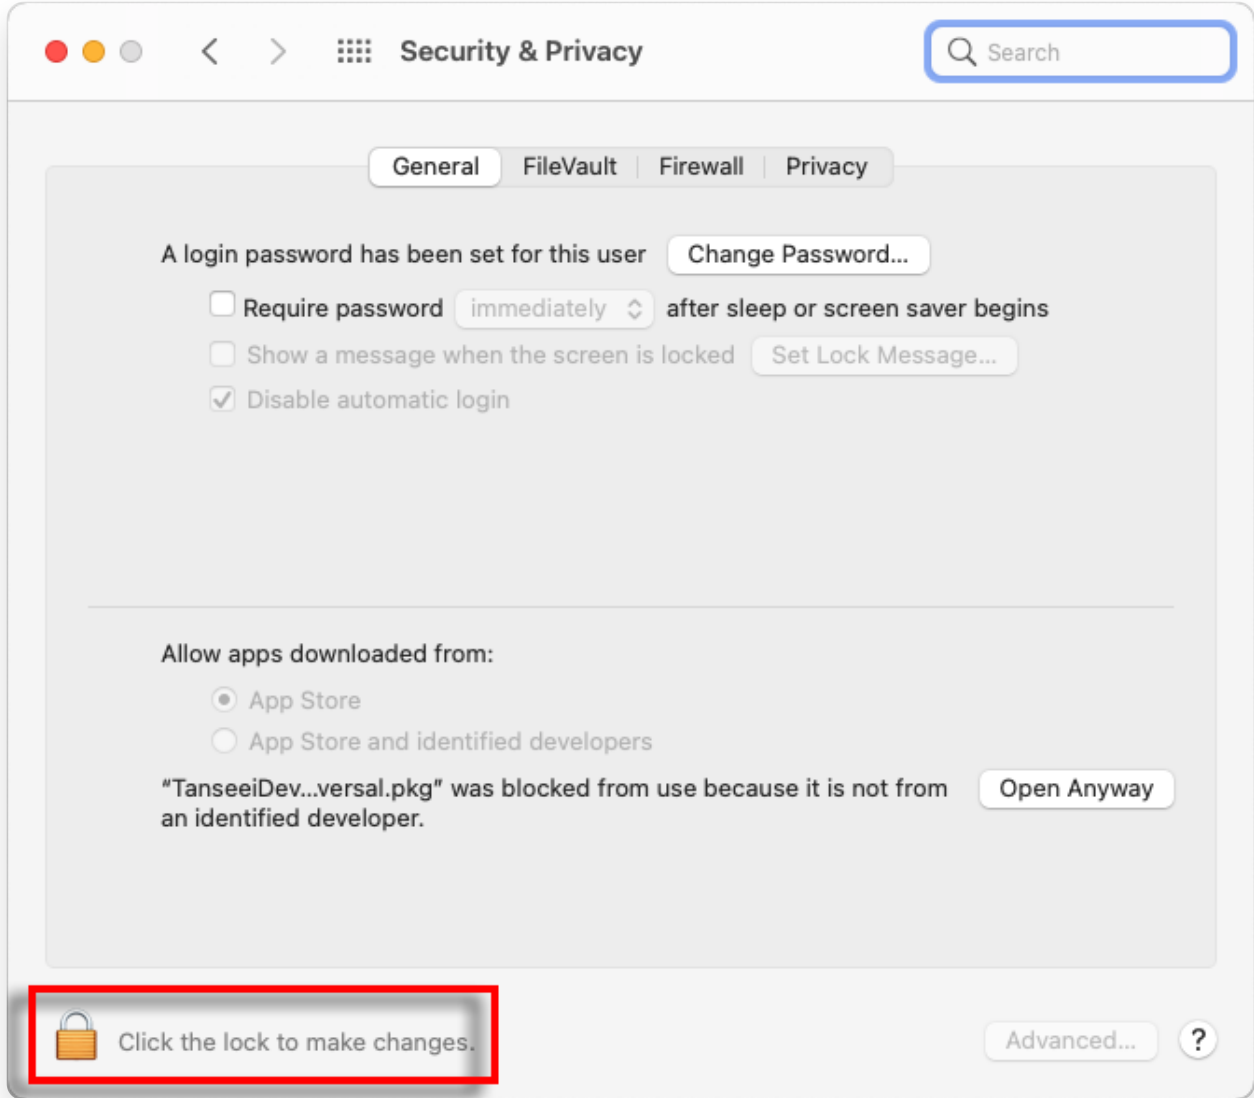 Security & Privacy
Search
General
FileVault
Firewall
Privacy
A login password has been set for this user
Change Password...
Require password
immediately
after sleep or screen saver begins
Show a message when the screen is locked
Set Lock Message...
Disable automatic login
Allow apps downloaded from:
App Store
App Store and identified developers
“TanseeiDev...versal.pkg” was blocked from use because it is not from
an identified developer.
Open Anyway
Click the lock to make changes.
Advanced...
?